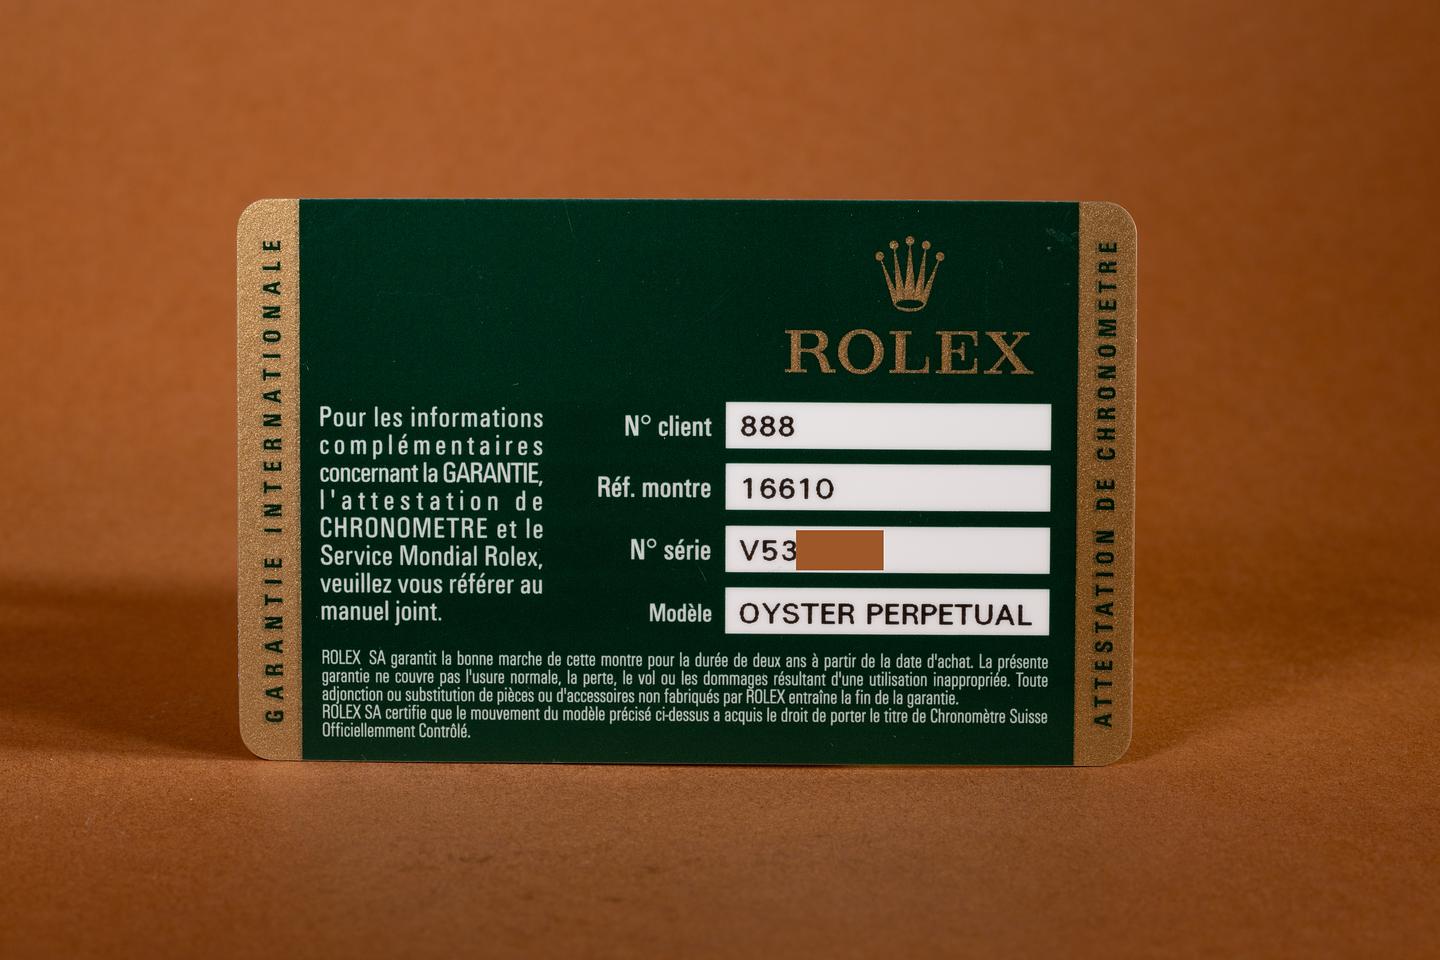 GARANTIE INTERNATIONALE
ROLEX
Pour les informations
complémentaires
concernant la GARANTIE,
l'attestation de
CHRONOMETRE et le
Service Mondial Rolex,
veuillez vous référer au
manuel joint.
N° client 888
Réf. montre 16610
N° série V53
Modèle OYSTER PERPETUAL
ROLEX SA garantit la bonne marche de cette montre pour la durée de deux ans à partir de la date d'achat. La présente
garantie ne couvre pas l'usure normale, la perte, le vol ou les dommages résultant d'une utilisation inappropriée. Toute
adjonction ou substitution de pièces ou d'accessoires non fabriqués par ROLEX entraîne la fin de la garantie.
ROLEX SA certifie que le mouvement du modèle précisé ci-dessus a acquis le droit de porter le titre de Chronomètre Suisse
Officiellemment Contrôlé.
ATTESTATION DE CHRONOMETRE